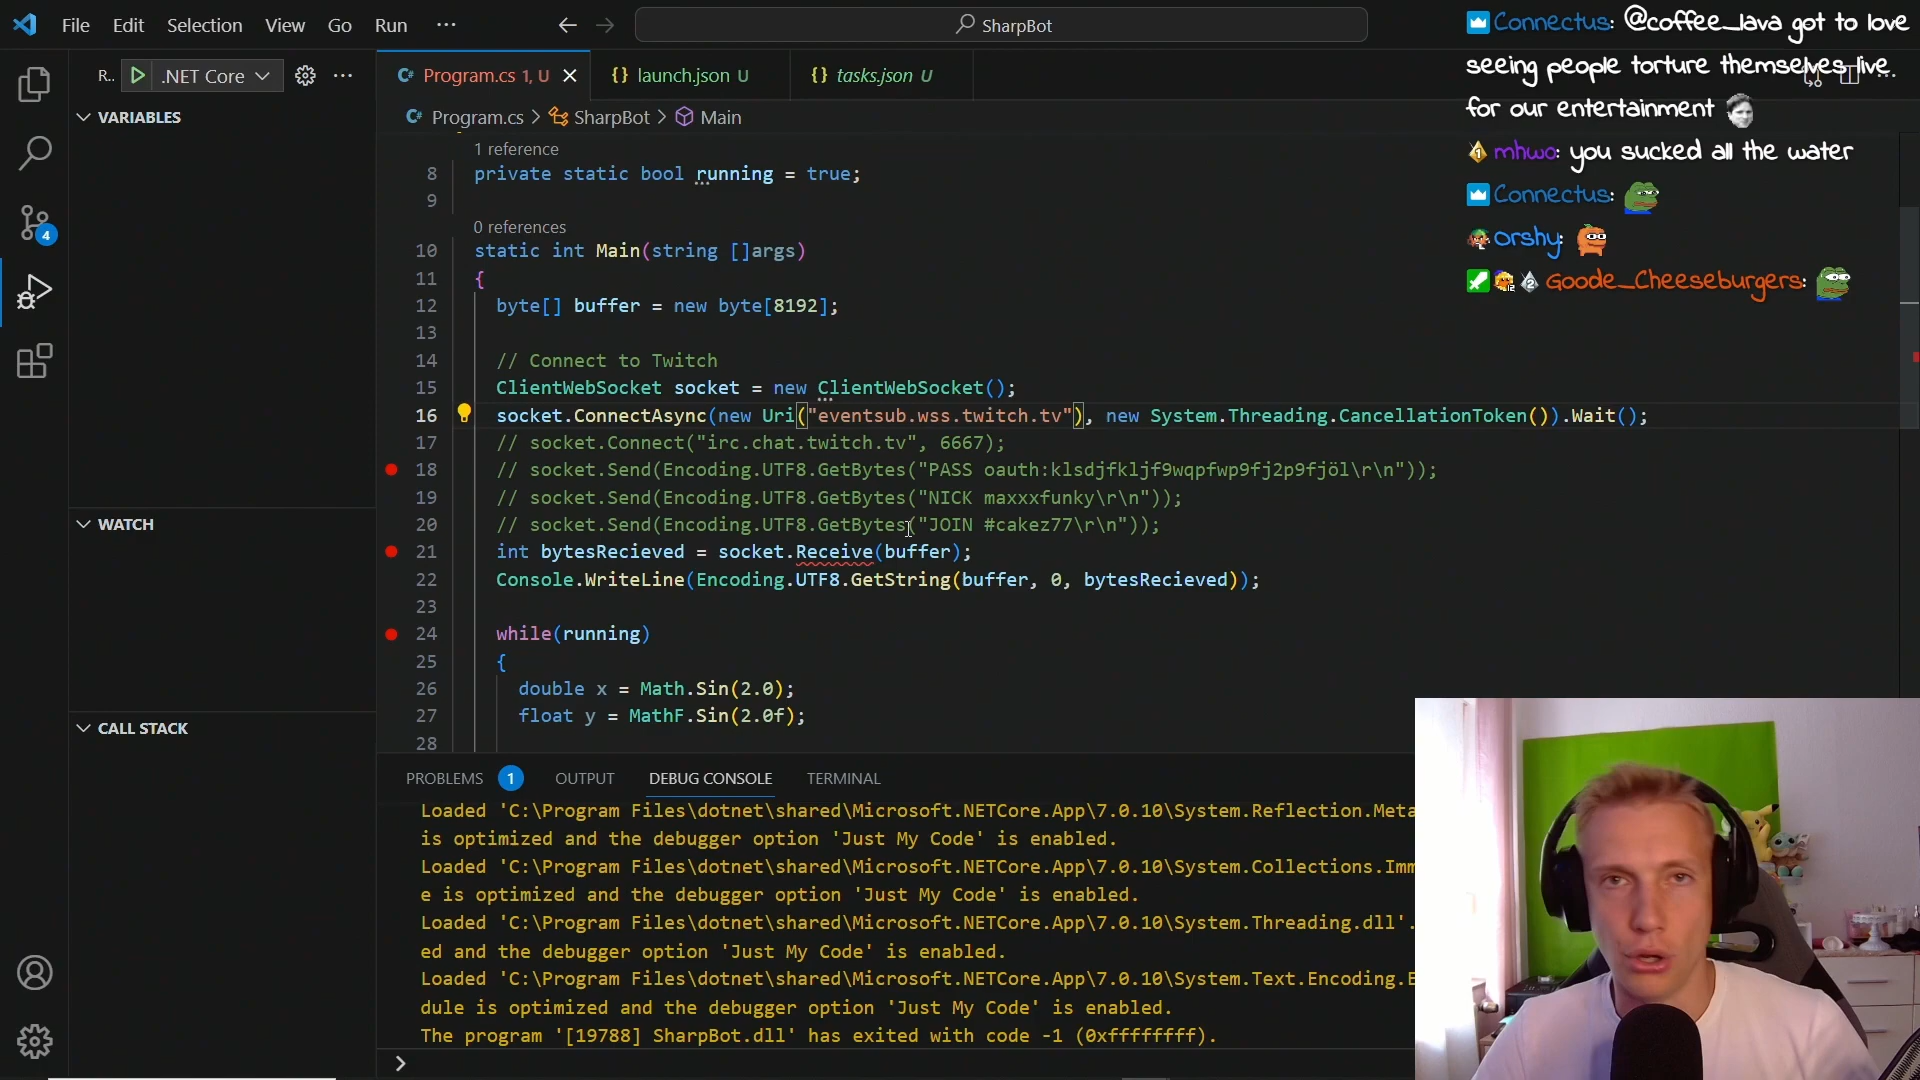 File Edit Selection View Go Run ··· SharpBot
R.. .NET Core ···
Program.cs 1, U
launch.json U
tasks.json U
VARIABLES
WATCH
CALL STACK
4
Program.cs > SharpBot > Main
1 reference
8 private static bool running = true;
9
0 references
10 static int Main(string []args)
11 {
12 byte[] buffer = new byte[8192];
13
14 // Connect to Twitch
15 ClientWebSocket socket = new ClientWebSocket();
16 socket.ConnectAsync(new Uri("eventsub.wss.twitch.tv"), new System.Threading.CancellationToken()).Wait();
17 // socket.Connect("irc.chat.twitch.tv", 6667);
18 // socket.Send(Encoding.UTF8.GetBytes("PASS oauth:klsdjfkljf9wqpfwp9fj2p9fjöl\r\n"));
19 // socket.Send(Encoding.UTF8.GetBytes("NICK maxxxfunky\r\n"));
20 // socket.Send(Encoding.UTF8.GetBytes("JOIN #cakez77\r\n"));
21 int bytesRecieved = socket.Receive(buffer);
22 Console.WriteLine(Encoding.UTF8.GetString(buffer, 0, bytesRecieved));
23
24 while(running)
25 {
26 double x = Math.Sin(2.0);
27 float y = MathF.Sin(2.0f);
28
PROBLEMS 1 OUTPUT DEBUG CONSOLE TERMINAL
Loaded 'C:\Program Files\dotnet\shared\Microsoft.NETCore.App\7.0.10\System.Reflection.Meta
is optimized and the debugger option 'Just My Code' is enabled.
Loaded 'C:\Program Files\dotnet\shared\Microsoft.NETCore.App\7.0.10\System.Collections.Imm
e is optimized and the debugger option 'Just My Code' is enabled.
Loaded 'C:\Program Files\dotnet\shared\Microsoft.NETCore.App\7.0.10\System.Threading.dll'.
ed and the debugger option 'Just My Code' is enabled.
Loaded 'C:\Program Files\dotnet\shared\Microsoft.NETCore.App\7.0.10\System.Text.Encoding.E
dule is optimized and the debugger option 'Just My Code' is enabled.
The program '[19788] SharpBot.dll' has exited with code -1 (0xffffffff).
>
Connectus: @coffee_lava got to love
seeing people torture themselves live
for our entertainment
mhwo: you sucked all the water
Connectus:
orshy:
Goode_Cheeseburgers: